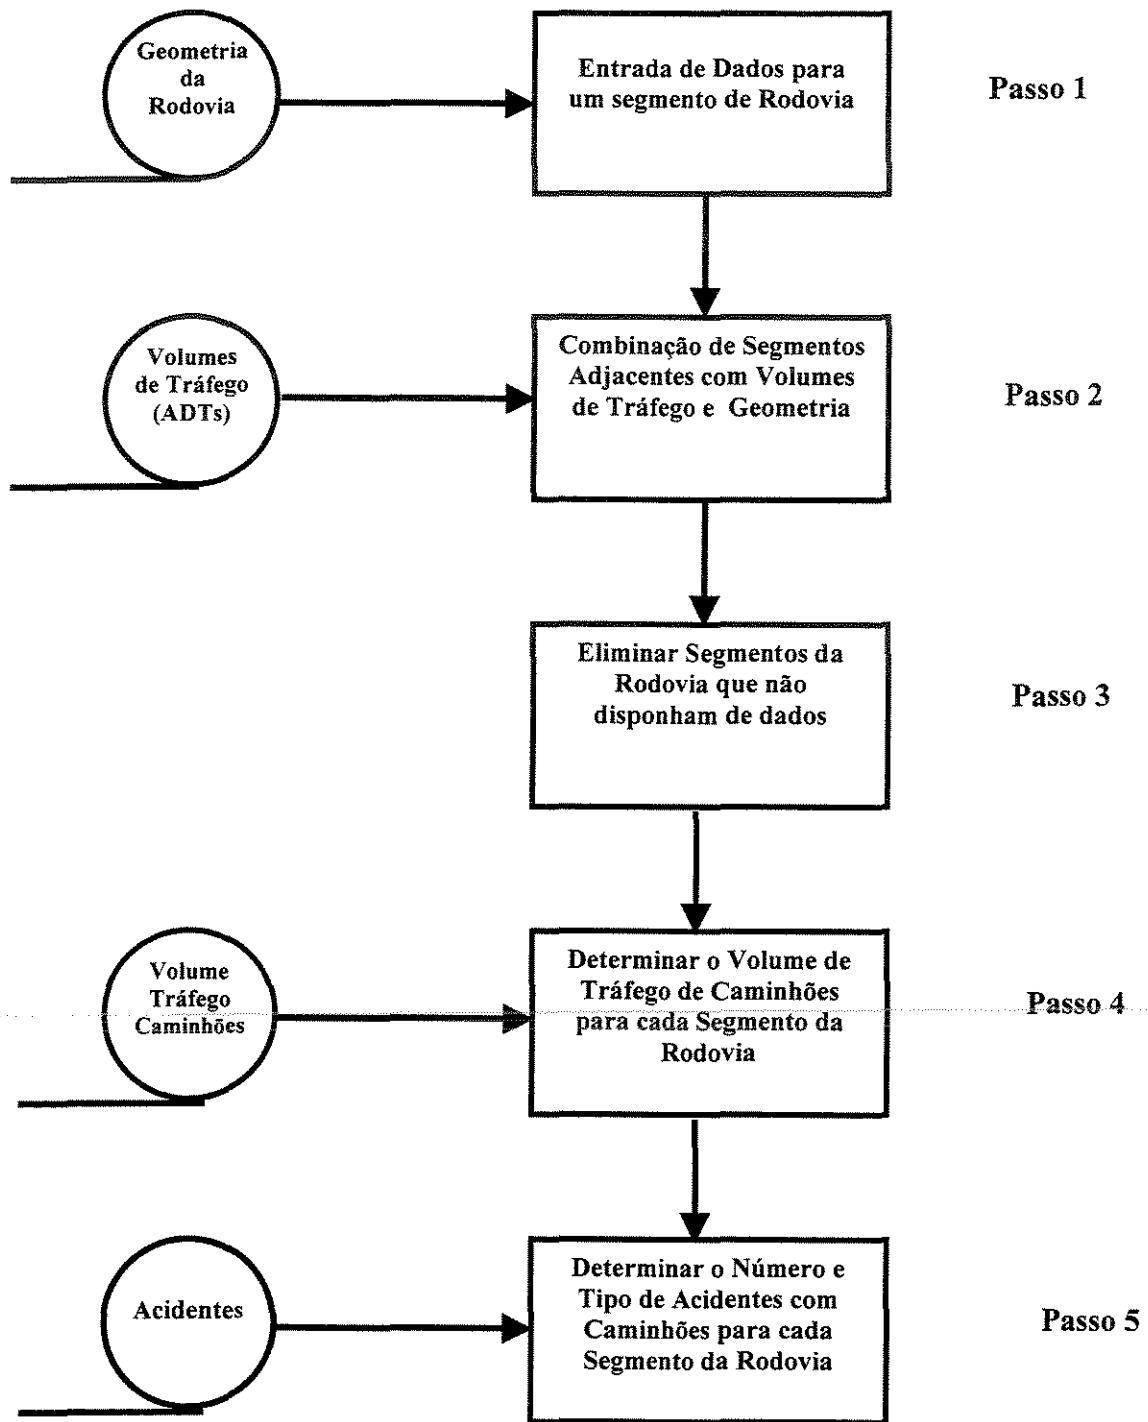 Geometria
da
Rodovia
Entrada de Dados para
um segmento de Rodovia
Passo 1
Volumes
de Tráfego
(ADTs)
Combinação de Segmentos
Adjacentes com Volumes
de Tráfego e Geometria
Passo 2
Eliminar Segmentos da
Rodovia que não
disponham de dados
Passo 3
Volume
Tráfego
Caminhões
Determinar o Volume de
Tráfego de Caminhões
para cada Segmento da
Rodovia
Passo 4
Acidentes
Determinar o Número e
Tipo de Acidentes com
Caminhões para cada
Segmento da Rodovia
Passo 5